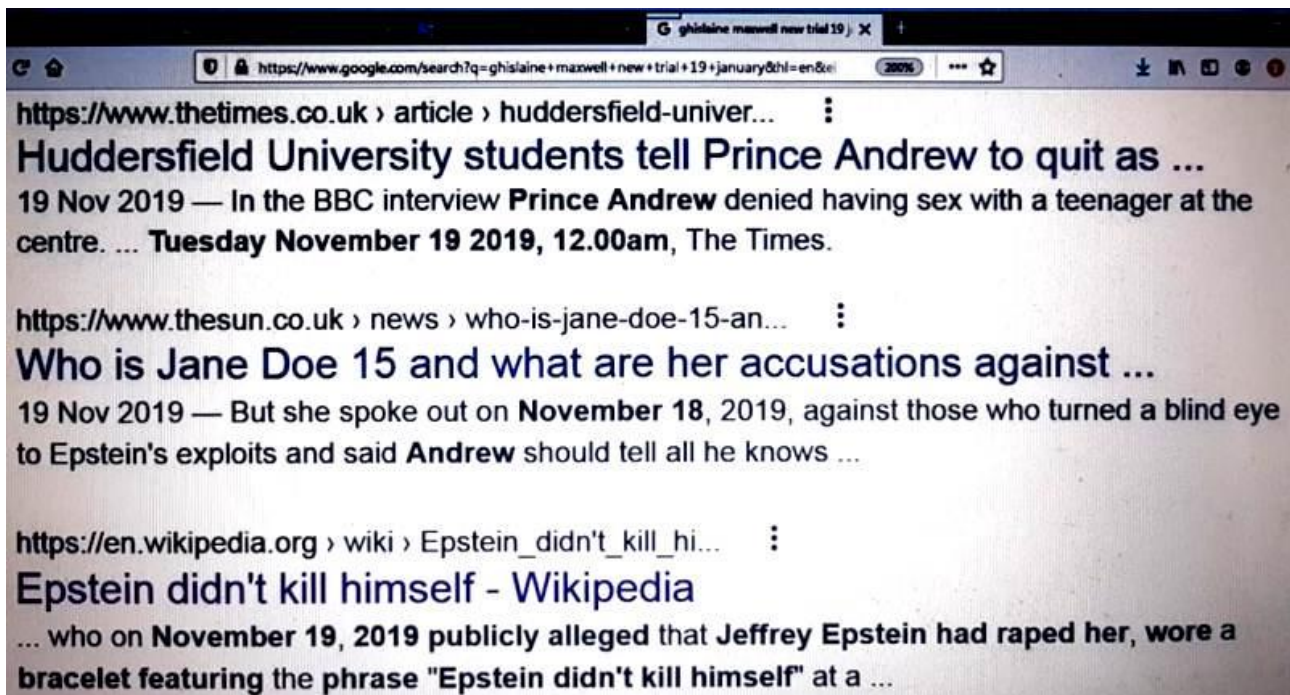 G ghislaine maxwell new trial 19 j
https://www.google.com/search?q=ghislaine+maxwell+new+trial+19+january&hl=en&ei
200%
https://www.thetimes.co.uk › article › huddersfield-univer...
Huddersfield University students tell Prince Andrew to quit as ...
19 Nov 2019 — In the BBC interview Prince Andrew denied having sex with a teenager at the
centre. ... Tuesday November 19 2019, 12.00am, The Times.
https://www.thesun.co.uk › news › who-is-jane-doe-15-an...
Who is Jane Doe 15 and what are her accusations against ...
19 Nov 2019 — But she spoke out on November 18, 2019, against those who turned a blind eye
to Epstein's exploits and said Andrew should tell all he knows ...
https://en.wikipedia.org › wiki › Epstein_didn't_kill_hi...
Epstein didn't kill himself - Wikipedia
... who on November 19, 2019 publicly alleged that Jeffrey Epstein had raped her, wore a
bracelet featuring the phrase "Epstein didn't kill himself" at a ...